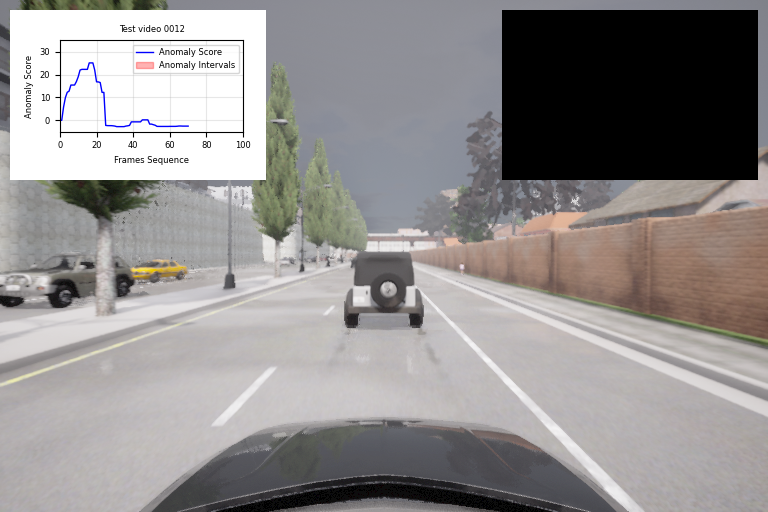 Test video 0012
Anomaly Score
Anomaly Intervals
Anomaly Score
30
20
10
0
0 20 40 60 80 100
Frames Sequence